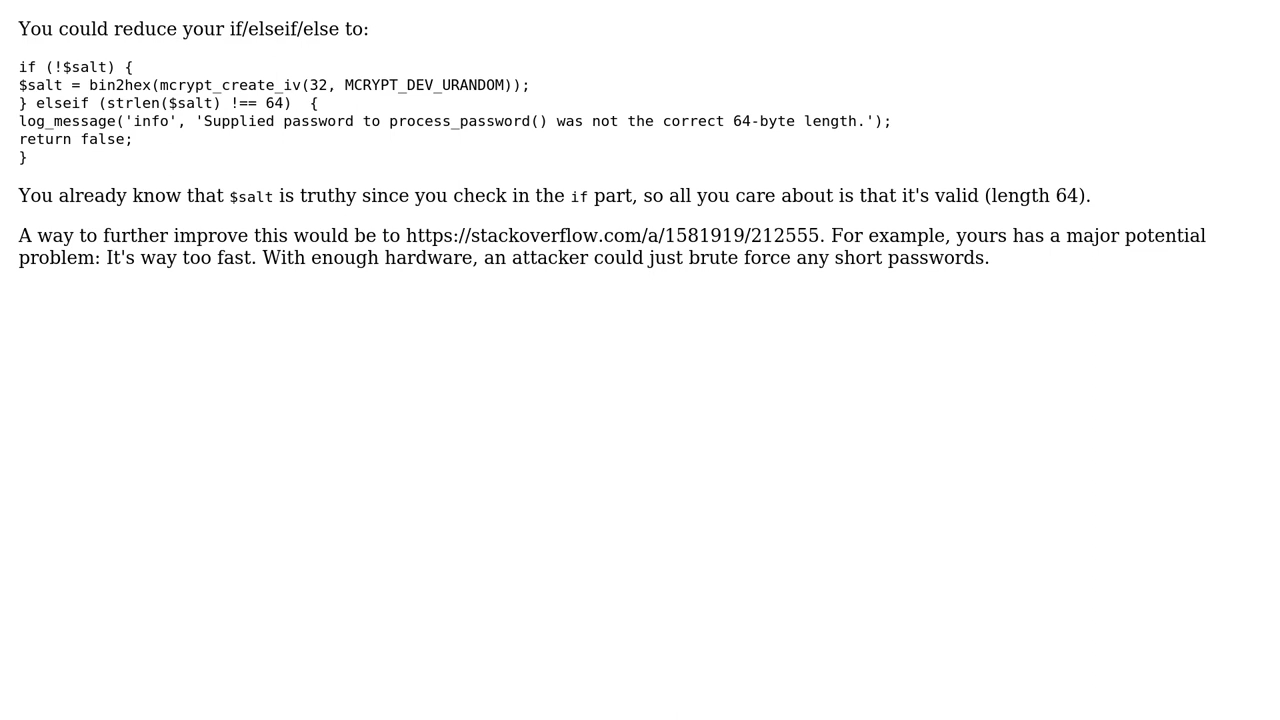 You could reduce your if/elseif/else to:
if (!$salt) {
$salt = bin2hex(mcrypt_create_iv(32, MCRYPT_DEV_URANDOM));
} elseif (strlen($salt) !== 64)  {
log_message('info', 'Supplied password to process_password() was not the correct 64-byte length.');
return false;
}
You already know that $salt is truthy since you check in the if part, so all you care about is that it's valid (length 64).
A way to further improve this would be to https://stackoverflow.com/a/1581919/212555. For example, yours has a major potential
problem: It's way too fast. With enough hardware, an attacker could just brute force any short passwords.